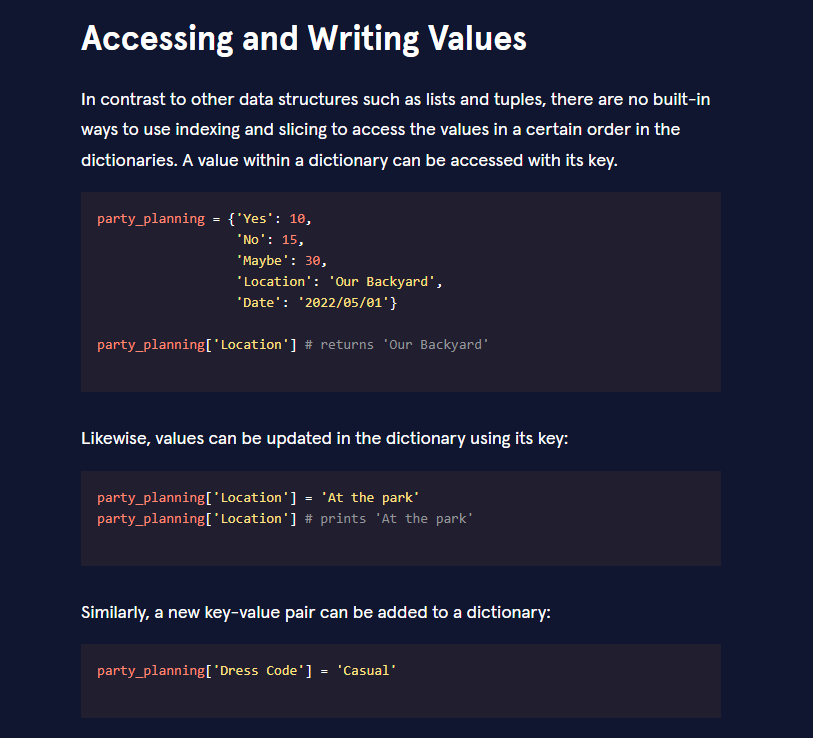 Accessing and Writing Values
In contrast to other data structures such as lists and tuples, there are no built-in
ways to use indexing and slicing to access the values in a certain order in the
dictionaries. A value within a dictionary can be accessed with its key.
party_planning = {'Yes': 10,
                  'No': 15,
                  'Maybe': 30,
                  'Location': 'Our Backyard',
                  'Date': '2022/05/01'}
party_planning['Location'] # returns 'Our Backyard'
Likewise, values can be updated in the dictionary using its key:
party_planning['Location'] = 'At the park'
party_planning['Location'] # prints 'At the park'
Similarly, a new key-value pair can be added to a dictionary:
party_planning['Dress Code'] = 'Casual'